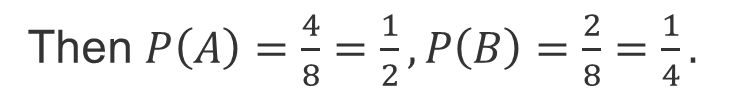 Then P(A) = 4/8 = 1/2, P(B) = 2/8 = 1/4.